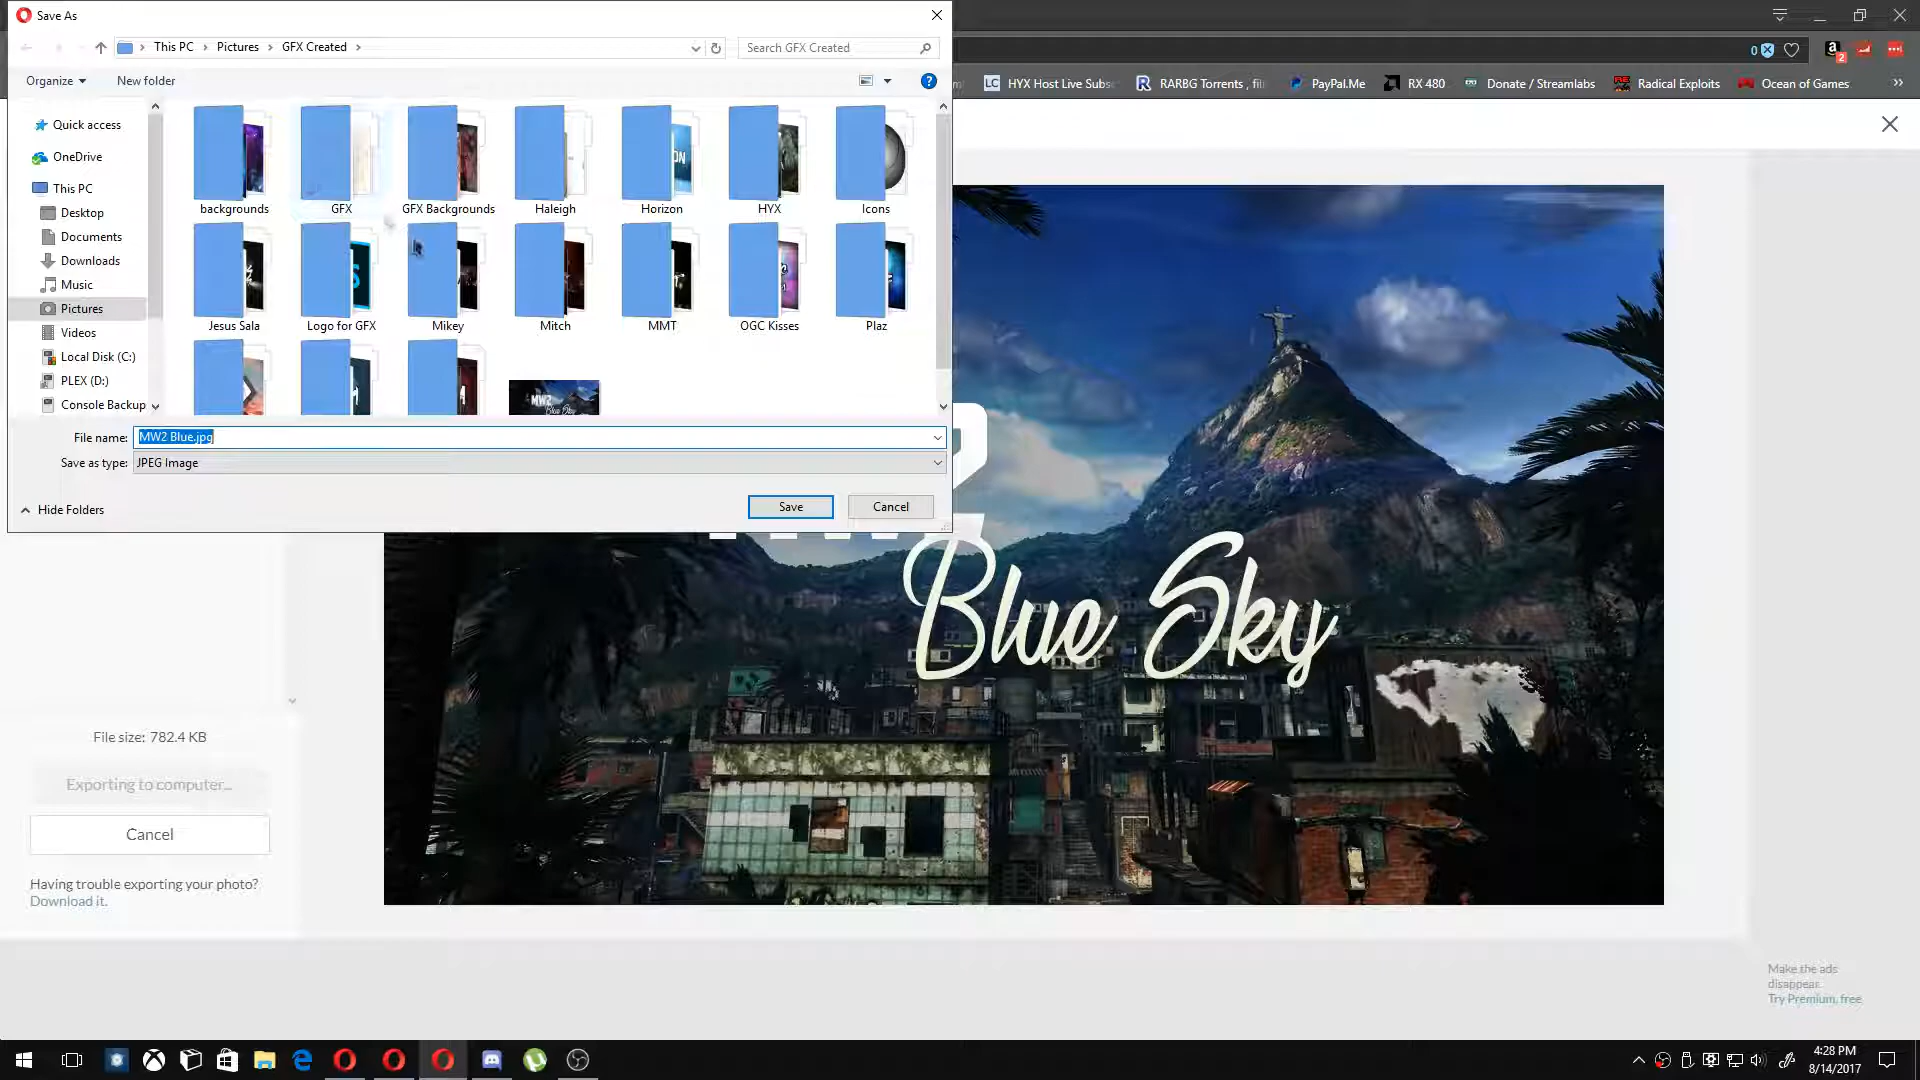 Save As
This PC
Pictures
GFX Created
Search GFX Created
Organize
New folder
Quick access
OneDrive
This PC
Desktop
Documents
Downloads
Music
Pictures
Videos
Local Disk (C:)
PLEX (D:)
Console Backup
backgrounds
GFX
GFX Backgrounds
Haleigh
Horizon
HYX
Icons
Jesus Sala
Logo for GFX
Mikey
Mitch
MMT
OGC Kisses
Plaz
File name: MW2 Blue.jpg
Save as type: JPEG Image
Hide Folders
Save
Cancel
0
2
LC HYX Host Live Subs
RARBG Torrents , fil
PayPal.Me
RX 480
Donate / Streamlabs
Radical Exploits
Ocean of Games
Blue Sky
File size: 782.4 KB
Exporting to computer...
Cancel
Having trouble exporting your photo?
Download it.
Make the ads
disappear.
Try Premium, free
4:28 PM
8/14/2017